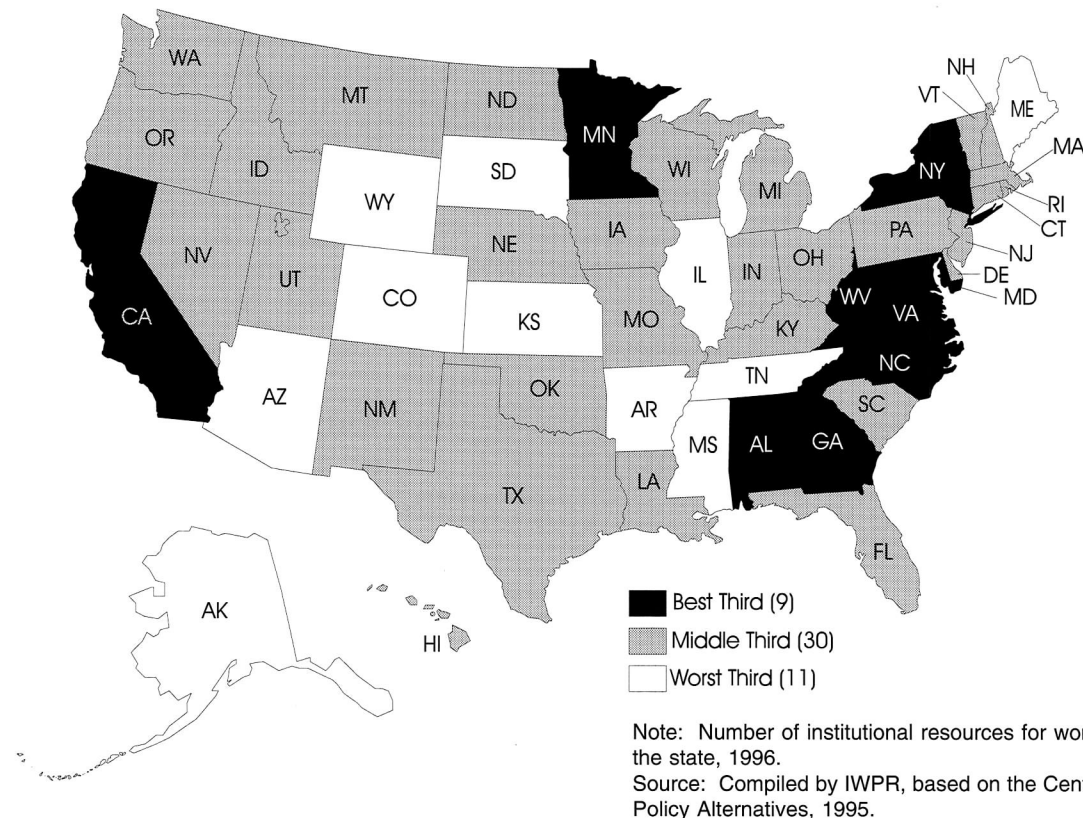 WA
MT
ND
MN
NH
VT
ME
OR
ID
SD
WI
MI
NY
MA
WY
RI
CT
IA
PA
NE
NV
NJ
UT
IL
IN
OH
DE
CO
WV
VA
MD
CA
KS
MO
KY
NC
TN
OK
AZ
NM
AR
SC
MS
AL
GA
LA
TX
FL
AK
HI
Best Third (9)
Middle Third (30)
Worst Third (11)
Note: Number of institutional resources for
the state, 1996.
Source: Compiled by IWPR, based on the
Policy Alternatives, 1995.